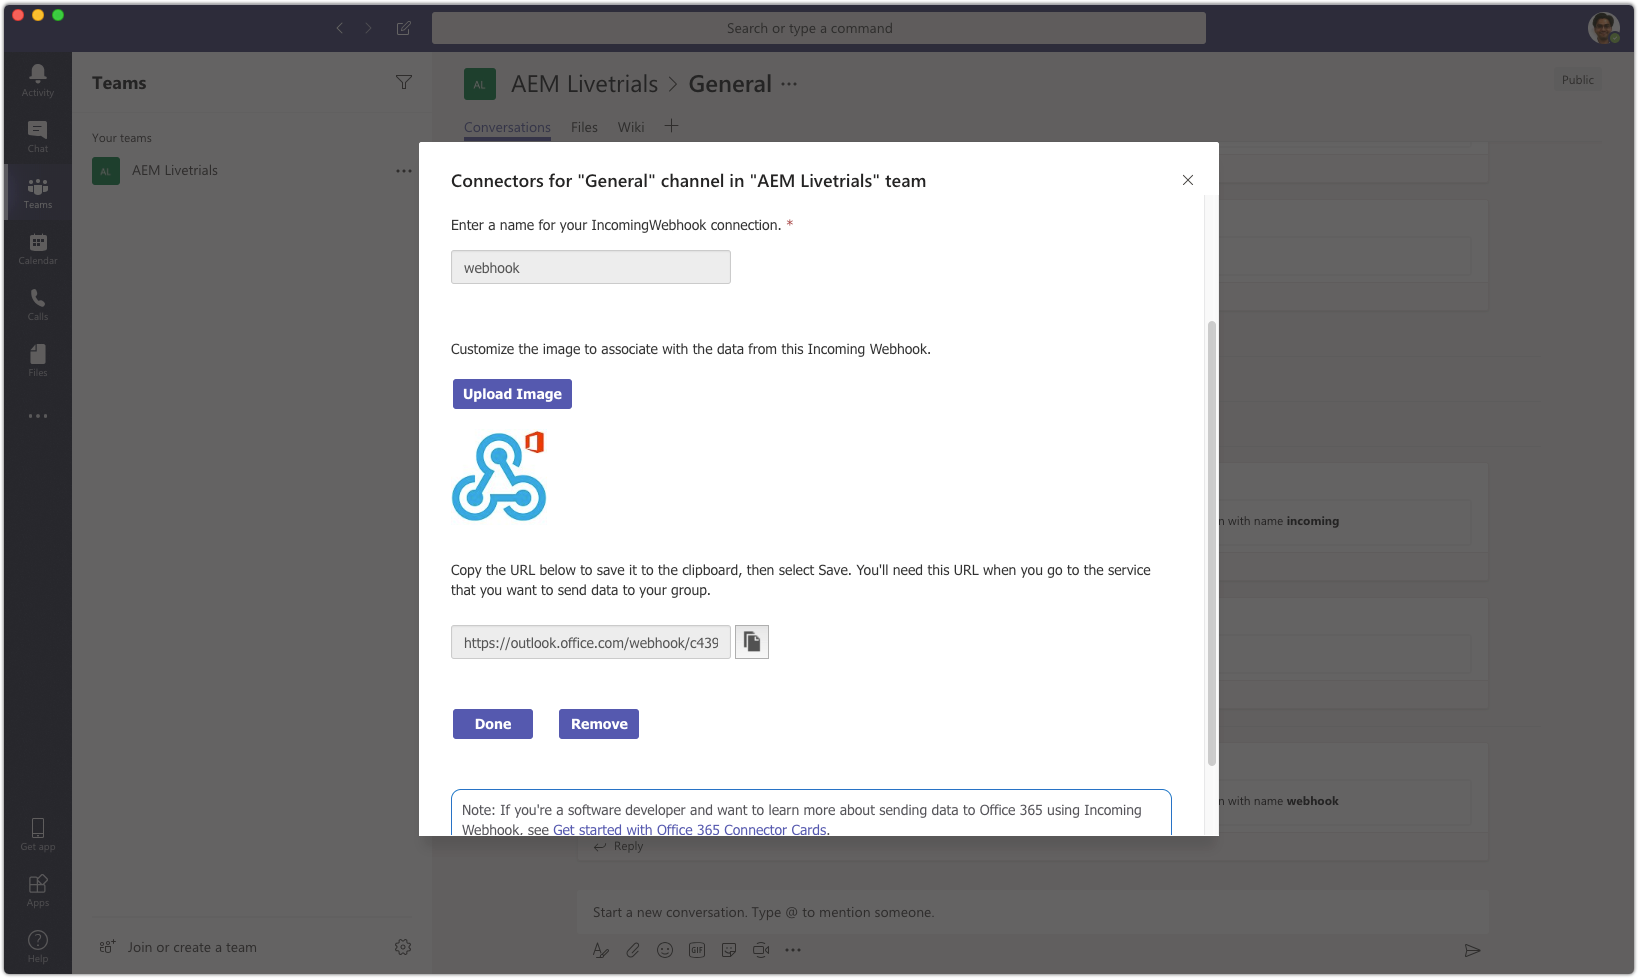 Search or type a command
Activity
Chat
Teams
Calendar
Calls
Files
Get app
Apps
Help
Teams
Your teams
AL
AEM Livetrials
Join or create a team
AL
AEM Livetrials > General
Public
Conversations
Files
Wiki
Connectors for "General" channel in "AEM Livetrials" team
Enter a name for your IncomingWebhook connection. *
webhook
Customize the image to associate with the data from this Incoming Webhook.
Upload Image
Copy the URL below to save it to the clipboard, then select Save. You'll need this URL when you go to the service
that you want to send data to your group.
https://outlook.office.com/webhook/c439
Done
Remove
Note: If you're a software developer and want to learn more about sending data to Office 365 using Incoming
Webhook, see Get started with Office 365 Connector Cards.
n with name incoming
n with name webhook
Reply
Start a new conversation. Type @ to mention someone.
GIF